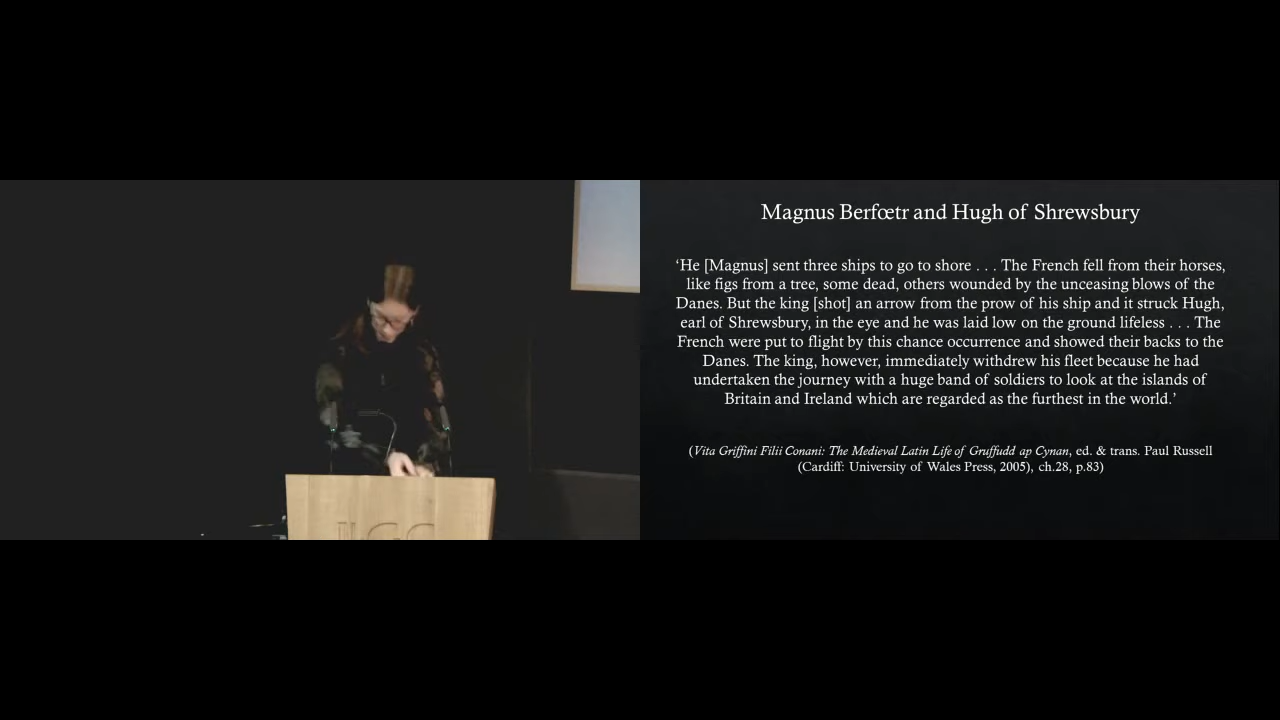 Magnus Berfœtr and Hugh of Shrewsbury
‘He [Magnus] sent three ships to go to shore . . . The French fell from their horses,
like figs from a tree, some dead, others wounded by the unceasing blows of the
Danes. But the king [shot] an arrow from the prow of his ship and it struck Hugh,
earl of Shrewsbury, in the eye and he was laid low on the ground lifeless . . . The
French were put to flight by this chance occurrence and showed their backs to the
Danes. The king, however, immediately withdrew his fleet because he had
undertaken the journey with a huge band of soldiers to look at the islands of
Britain and Ireland which are regarded as the furthest in the world.’
(Vita Griffini Filii Conani: The Medieval Latin Life of Gruffudd ap Cynan, ed. & trans. Paul Russell
(Cardiff: University of Wales Press, 2005), ch.28, p.83)